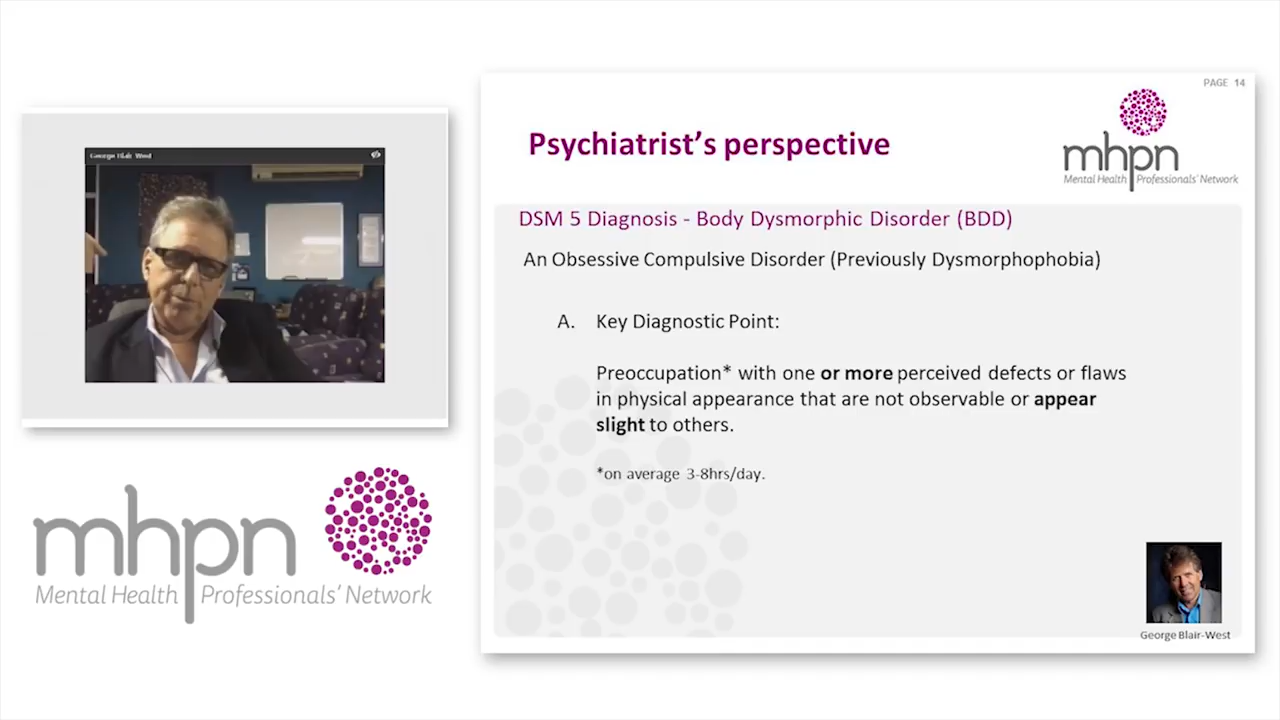 George Blair West
mhpn
Mental Health Professionals' Network
PAGE 14
Psychiatrist's perspective
mhpn
Mental Health Professionals' Network
DSM 5 Diagnosis - Body Dysmorphic Disorder (BDD)
An Obsessive Compulsive Disorder (Previously Dysmorphophobia)
A. Key Diagnostic Point:
Preoccupation* with one or more perceived defects or flaws
in physical appearance that are not observable or appear
slight to others.
*on average 3-8hrs/day.
George Blair-West